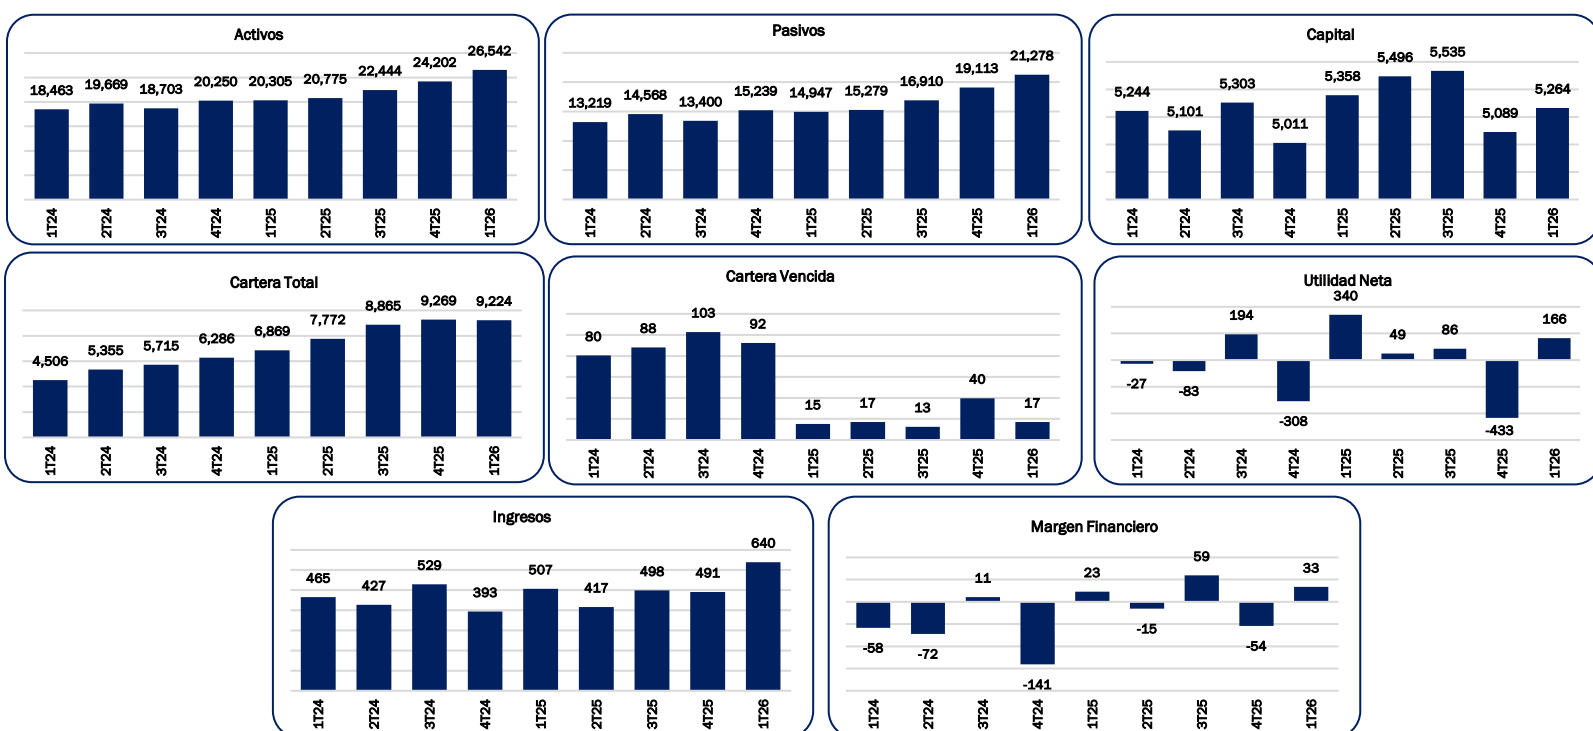 Activos
18,463 19,669 18,703 20,250 20,305 20,775 22,444 24,202 26,542
1T24 2T24 3T24 4T24 1T25 2T25 3T25 4T25 1T26
Pasivos
13,219 14,568 13,400 15,239 14,947 15,279 16,910 19,113 21,278
1T24 2T24 3T24 4T24 1T25 2T25 3T25 4T25 1T26
Capital
5,244 5,101 5,303 5,011 5,358 5,496 5,535 5,089 5,264
1T24 2T24 3T24 4T24 1T25 2T25 3T25 4T25 1T26
Cartera Total
4,506 5,355 5,715 6,286 6,869 7,772 8,865 9,269 9,224
1T24 2T24 3T24 4T24 1T25 2T25 3T25 4T25 1T26
Cartera Vencida
80 88 103 92 15 17 13 40 17
1T24 2T24 3T24 4T24 1T25 2T25 3T25 4T25 1T26
Utilidad Neta
-27 -83 194 -308 340 49 86 -433 166
1T24 2T24 3T24 4T24 1T25 2T25 3T25 4T25 1T26
Ingresos
465 427 529 393 507 417 498 491 640
1T24 2T24 3T24 4T24 1T25 2T25 3T25 4T25 1T26
Margen Financiero
-58 -72 11 -141 23 -15 59 -54 33
1T24 2T24 3T24 4T24 1T25 2T25 3T25 4T25 1T26